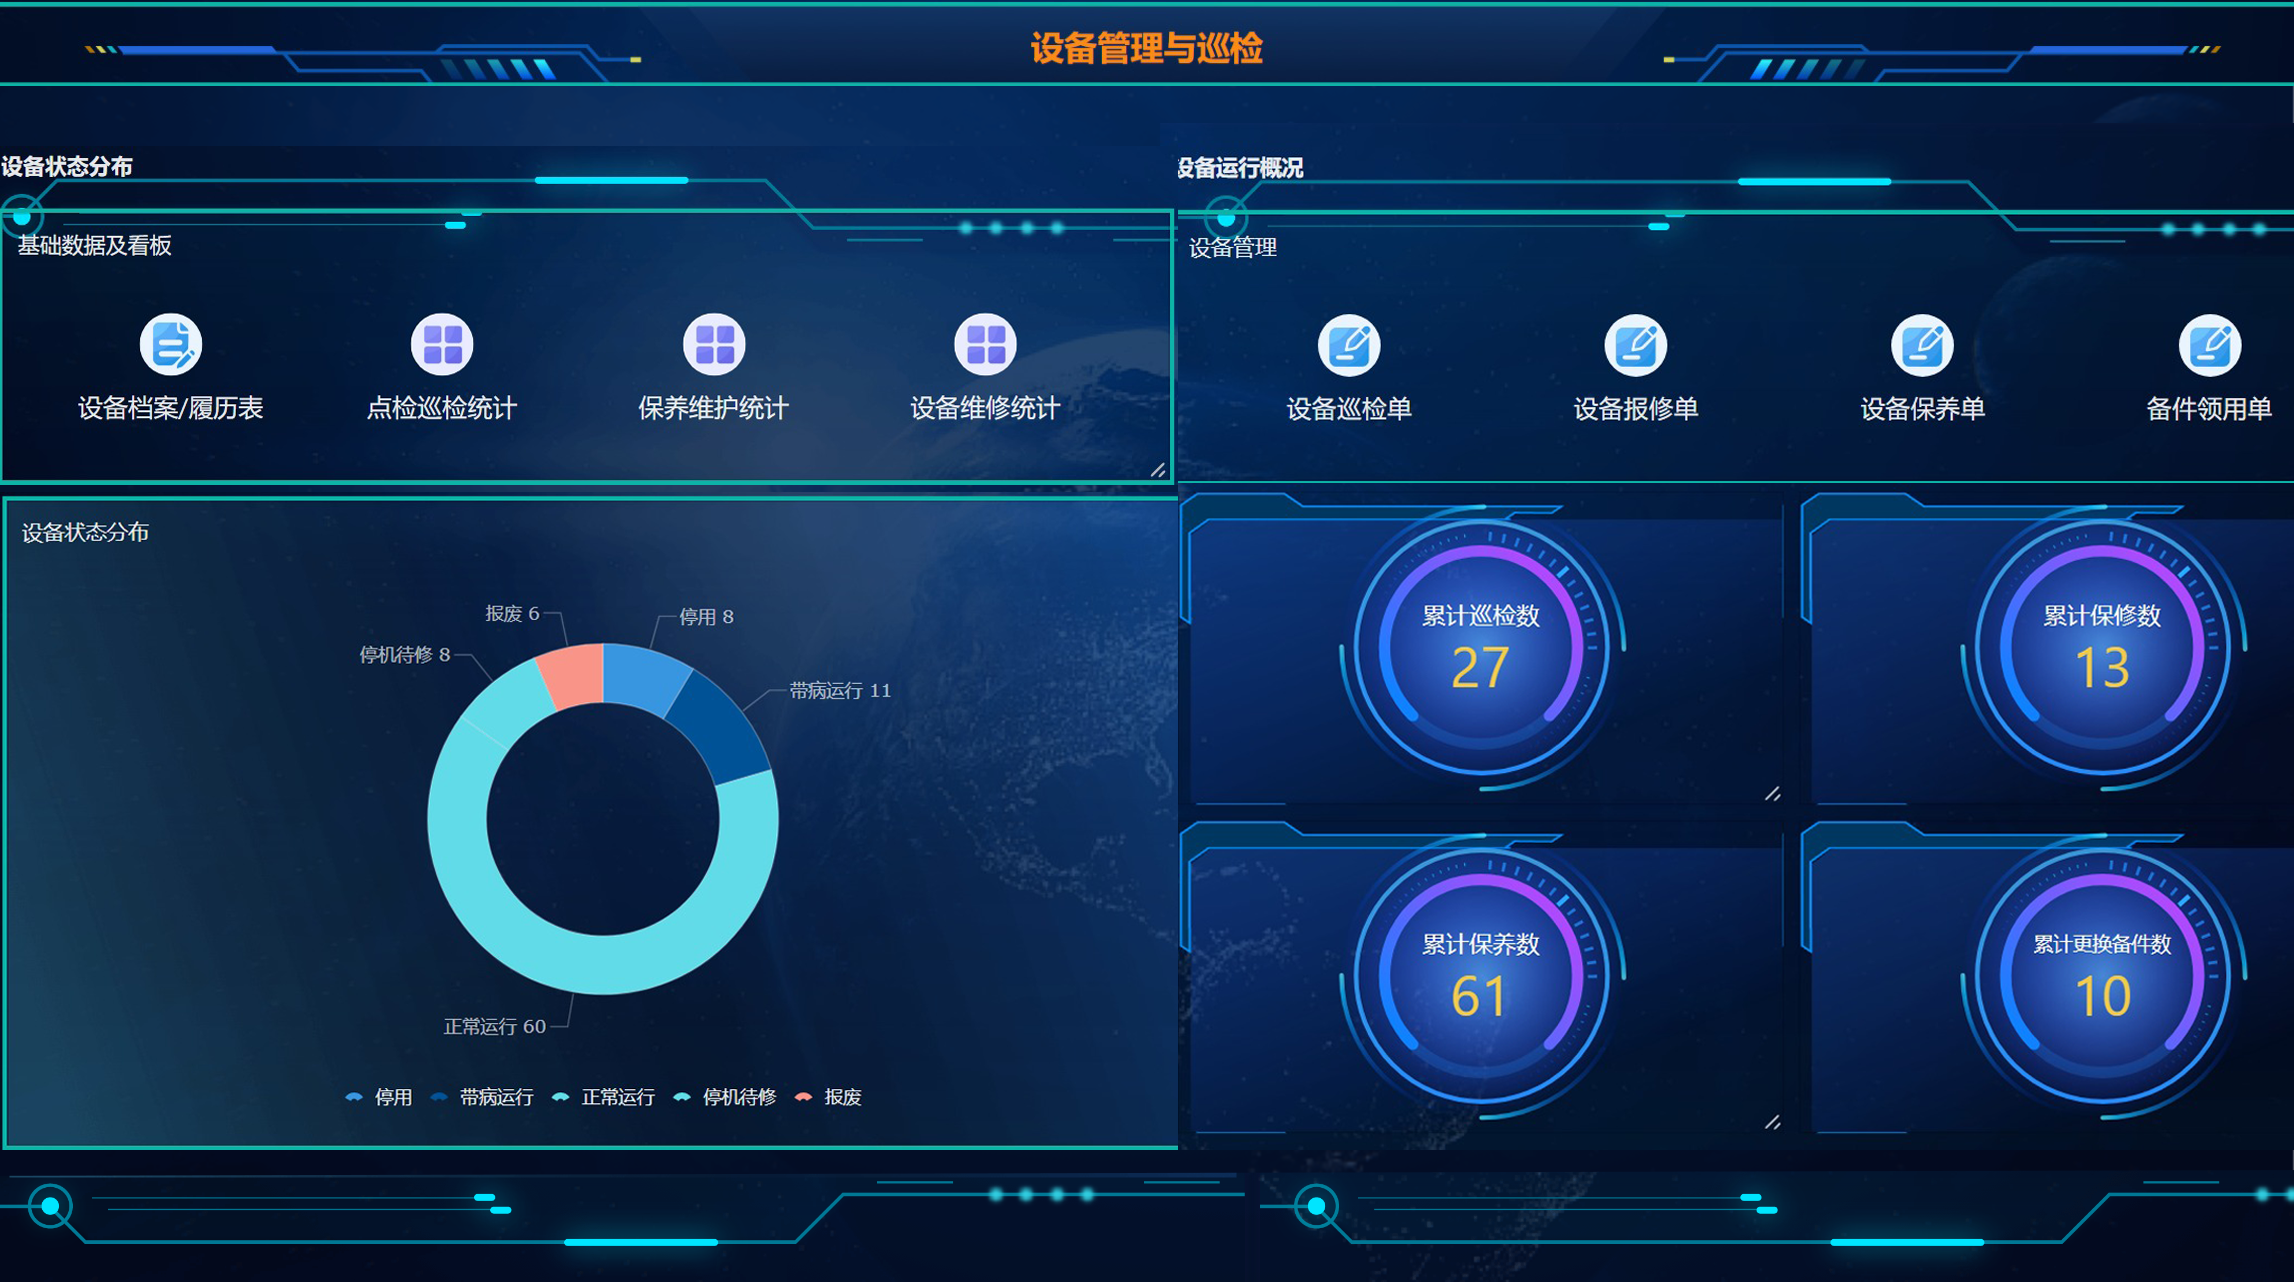 设备管理与巡检
设备状态分布
设备运行概况
基础数据及看板
设备管理
设备档案/履历表
点检巡检统计
保养维护统计
设备维修统计
设备巡检单
设备报修单
设备保养单
备件领用单
设备状态分布
报废 6
停用 8
停机待修 8
带病运行 11
正常运行 60
停用 带病运行 正常运行 停机待修 报废
累计巡检数
27
累计保修数
13
累计保养数
61
累计更换备件数
10